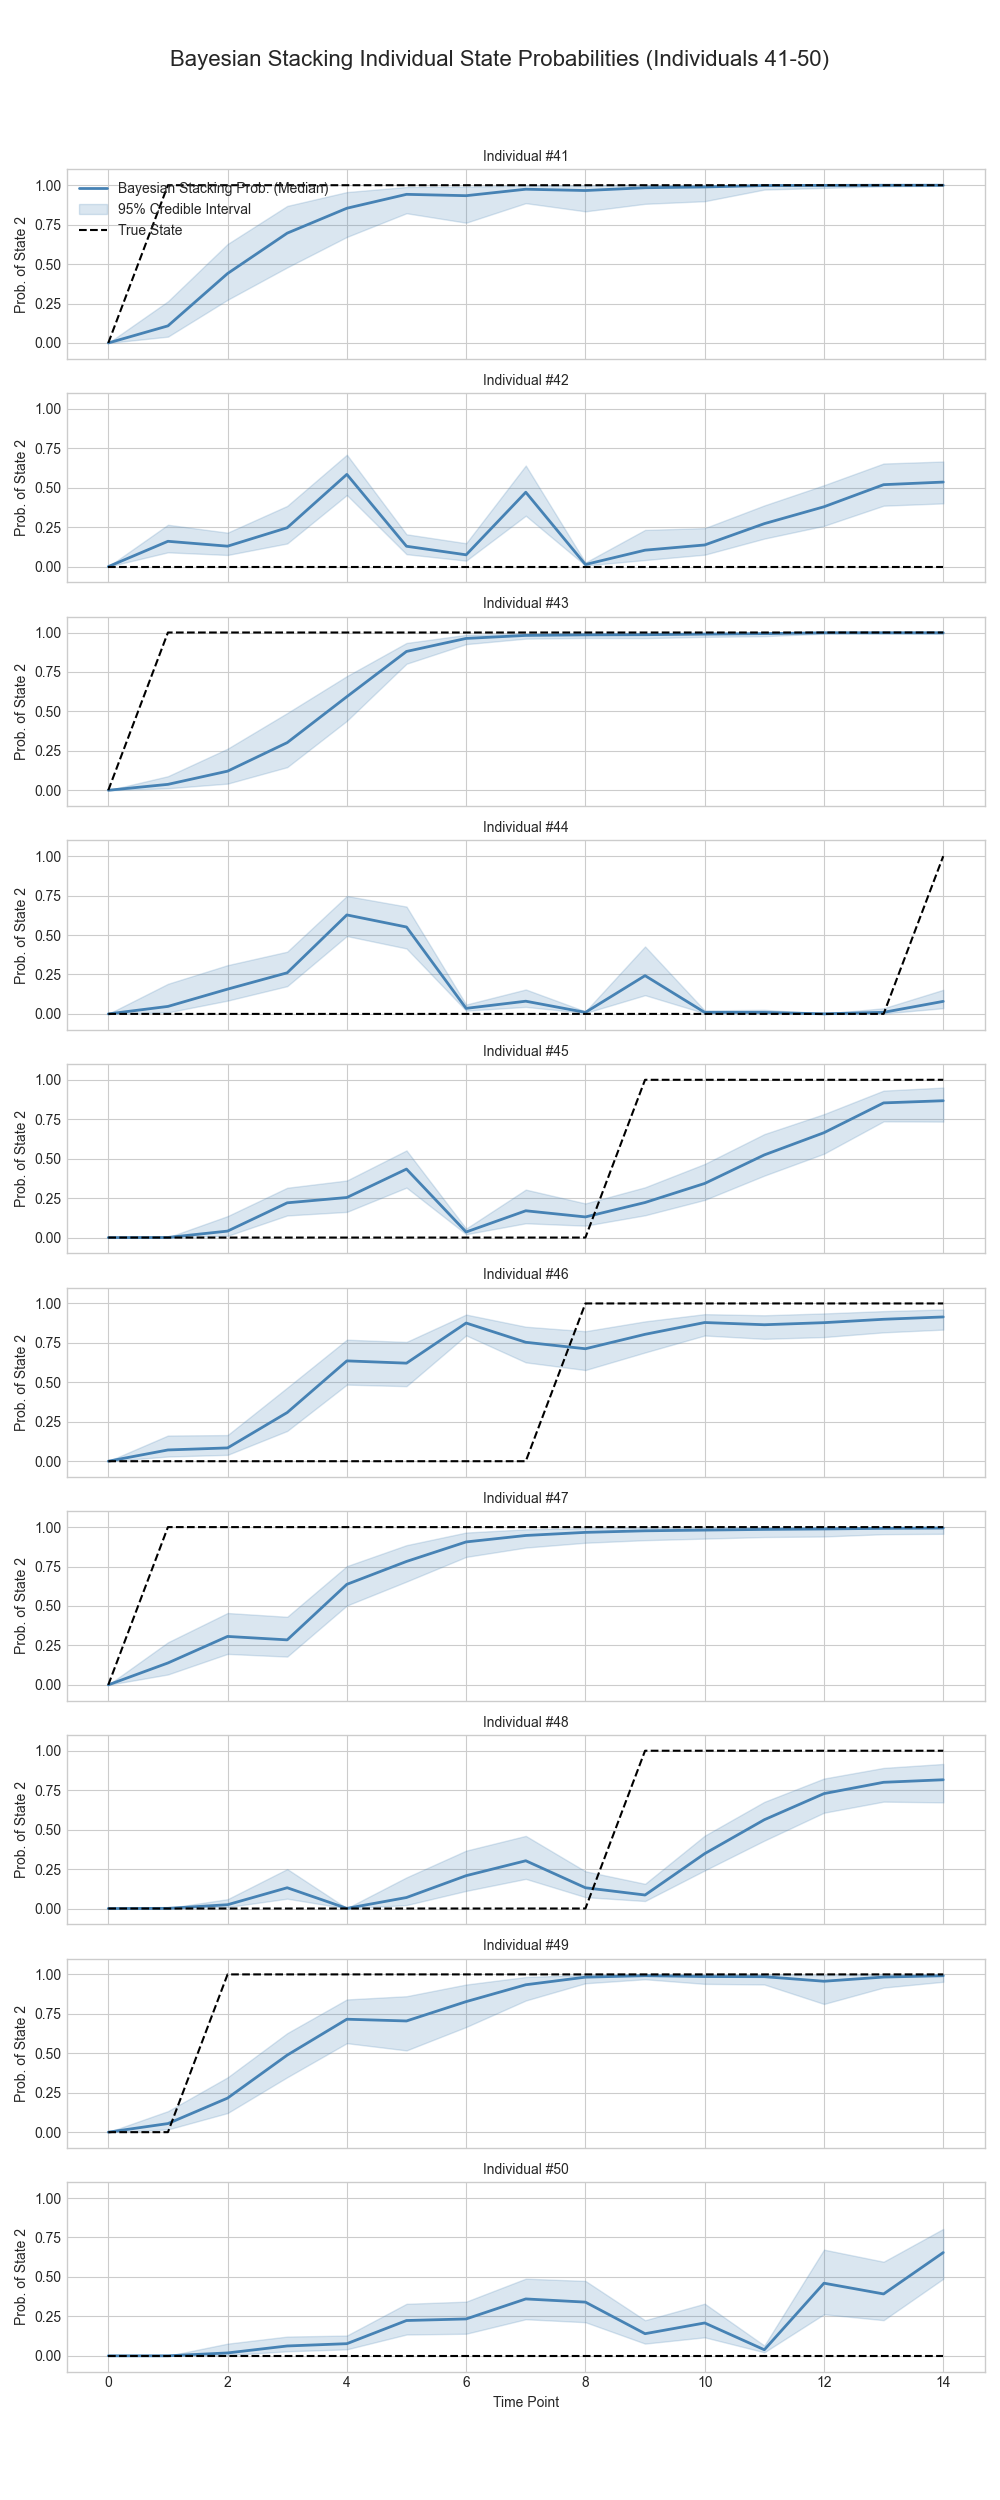 Bayesian Stacking Individual State Probabilities (Individuals 41-50)
Individual #41
Bayesian Stacking Prob. (Median)
95% Credible Interval
True State
1.00
0.75
0.50
0.25
0.00
Prob. of State 2
Individual #42
1.00
0.75
0.50
0.25
0.00
Prob. of State 2
Individual #43
1.00
0.75
0.50
0.25
0.00
Prob. of State 2
Individual #44
1.00
0.75
0.50
0.25
0.00
Prob. of State 2
Individual #45
1.00
0.75
0.50
0.25
0.00
Prob. of State 2
Individual #46
1.00
0.75
0.50
0.25
0.00
Prob. of State 2
Individual #47
1.00
0.75
0.50
0.25
0.00
Prob. of State 2
Individual #48
1.00
0.75
0.50
0.25
0.00
Prob. of State 2
Individual #49
1.00
0.75
0.50
0.25
0.00
Prob. of State 2
Individual #50
1.00
0.75
0.50
0.25
0.00
Prob. of State 2
0 2 4 6 8 10 12 14
Time Point